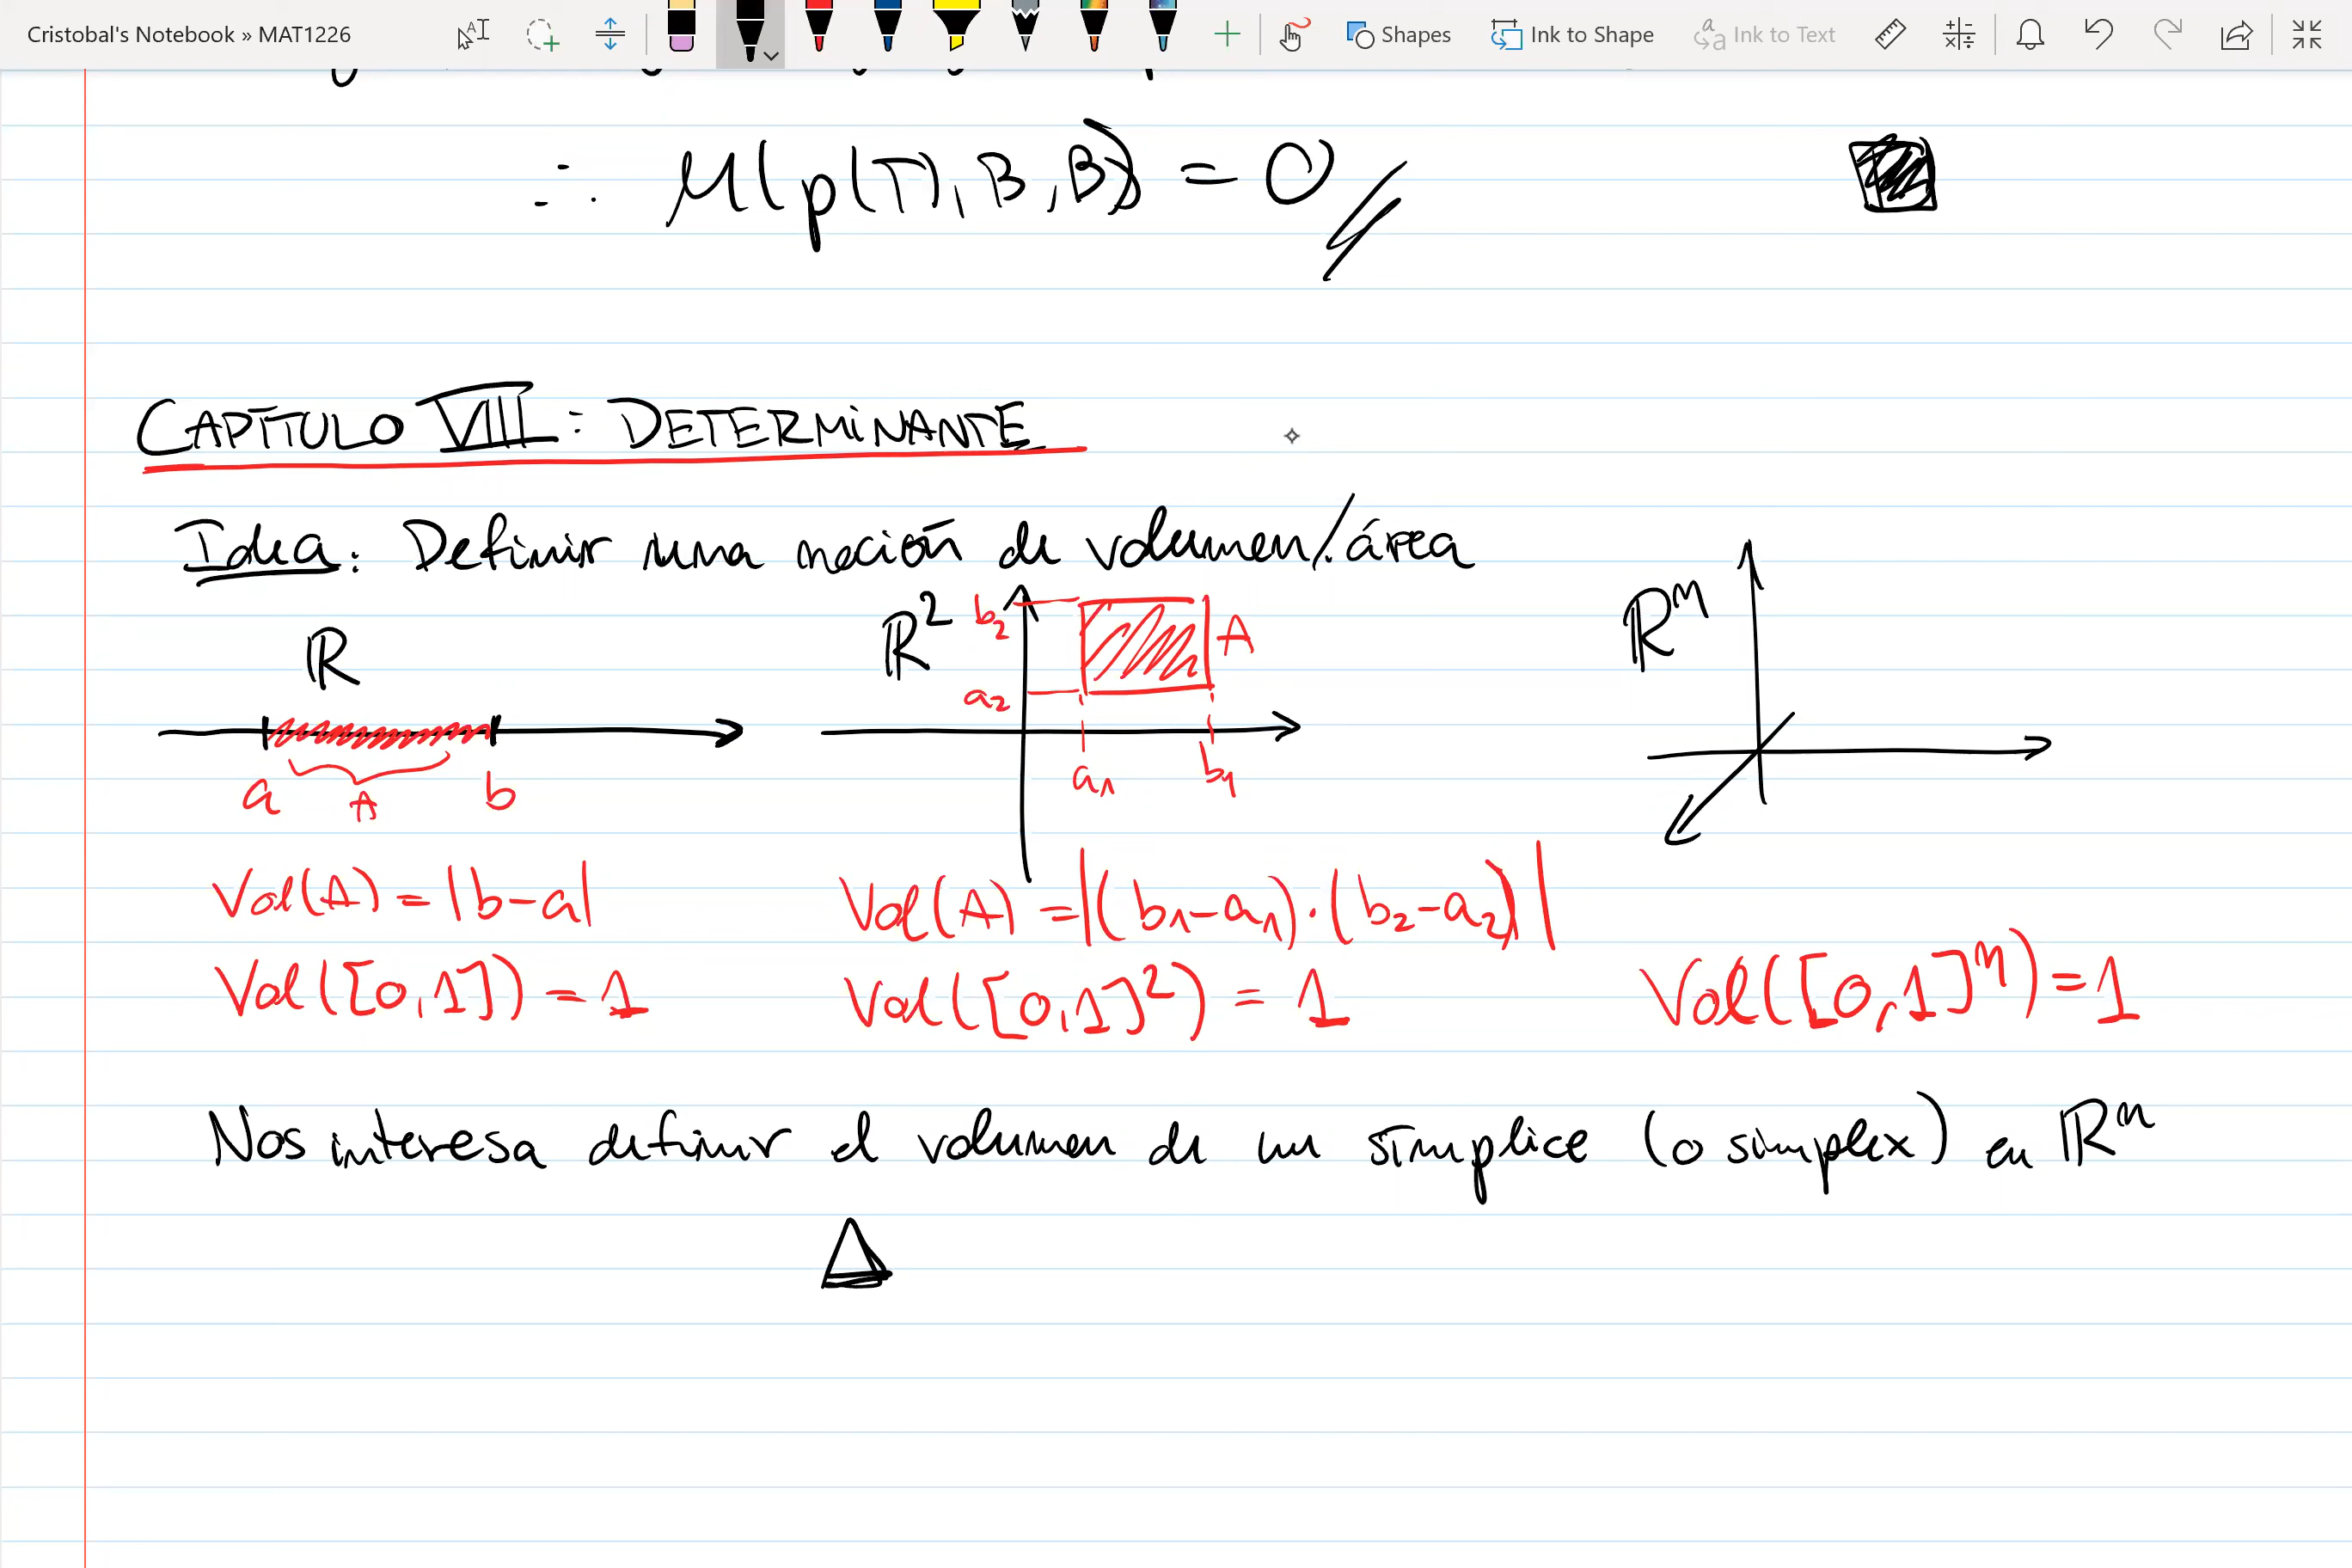 Cristobal's Notebook » MAT1226
Shapes Ink to Shape Ink to Text
∴ M(p(T),B,B) = 0
CAPÍTULO VIII: DETERMINANTE
Idea: Definir una noción de volumen/área
ℝ
a A b
Vol(A) = |b-a|
Vol([0,1]) = 1
ℝ²
b₂
A
a₂
a₁ b₁
Vol(A) = |(b₁-a₁)·(b₂-a₂)|
Vol([0,1]²) = 1
ℝⁿ
Vol([0,1]ⁿ) = 1
Nos interesa definir el volumen de un simplice (o simplex) en ℝⁿ